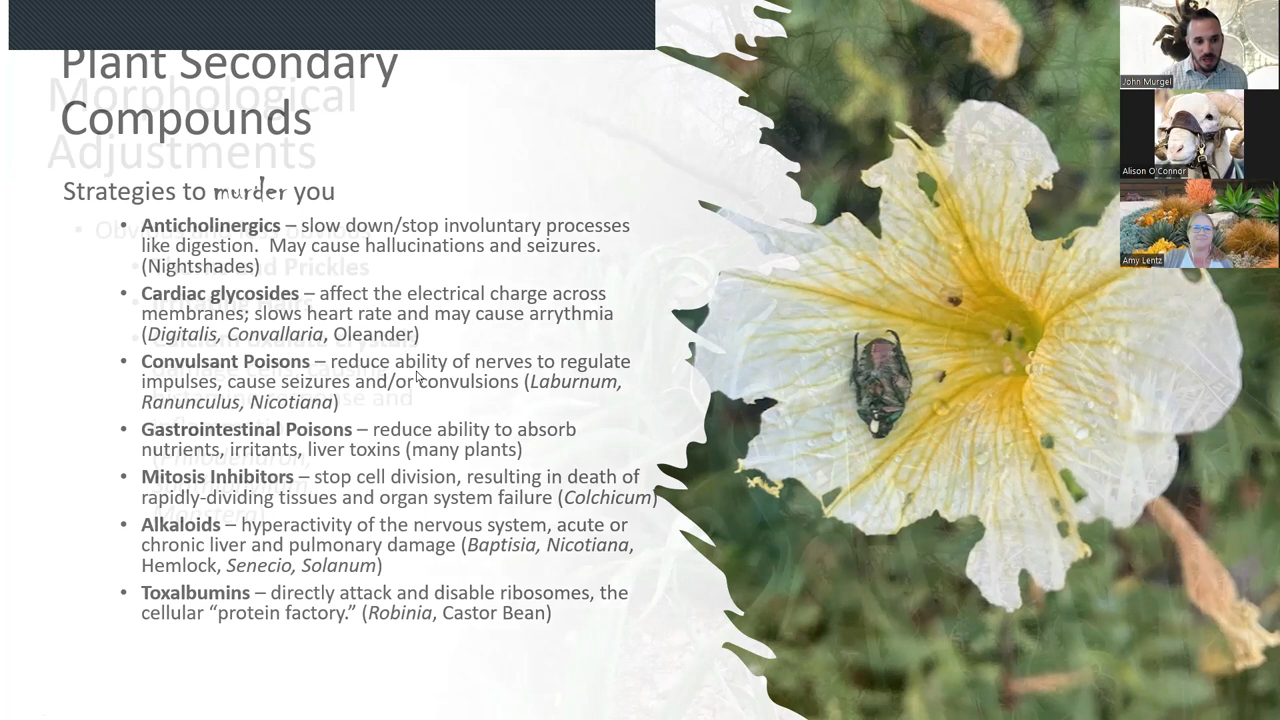 Plant Secondary
Compounds
Morphological
Adjustments
Strategies to murder you
• Anticholinergics – slow down/stop involuntary processes
like digestion.  May cause hallucinations and seizures.
(Nightshades)
• Cardiac glycosides – affect the electrical charge across
membranes; slows heart rate and may cause arrythmia
(Digitalis, Convallaria, Oleander)
• Convulsant Poisons – reduce ability of nerves to regulate
impulses, cause seizures and/or convulsions (Laburnum,
Ranunculus, Nicotiana)
• Gastrointestinal Poisons – reduce ability to absorb
nutrients, irritants, liver toxins (many plants)
• Mitosis Inhibitors – stop cell division, resulting in death of
rapidly-dividing tissues and organ system failure (Colchicum)
• Alkaloids – hyperactivity of the nervous system, acute or
chronic liver and pulmonary damage (Baptisia, Nicotiana,
Hemlock, Senecio, Solanum)
• Toxalbumins – directly attack and disable ribosomes, the
cellular “protein factory.” (Robinia, Castor Bean)
John Murgel
Alison O'Connor
Amy Lentz